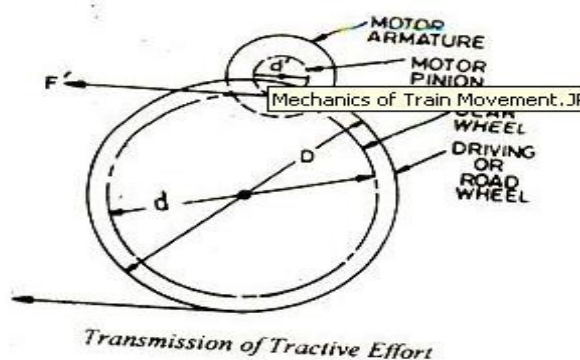 MOTOR
ARMATURE
d'
MOTOR
PINION
F'
Mechanics of Train Movement.JP
GEAR
WHEEL
D
DRIVING
OR
ROAD
WHEEL
d
Transmission of Tractive Effort